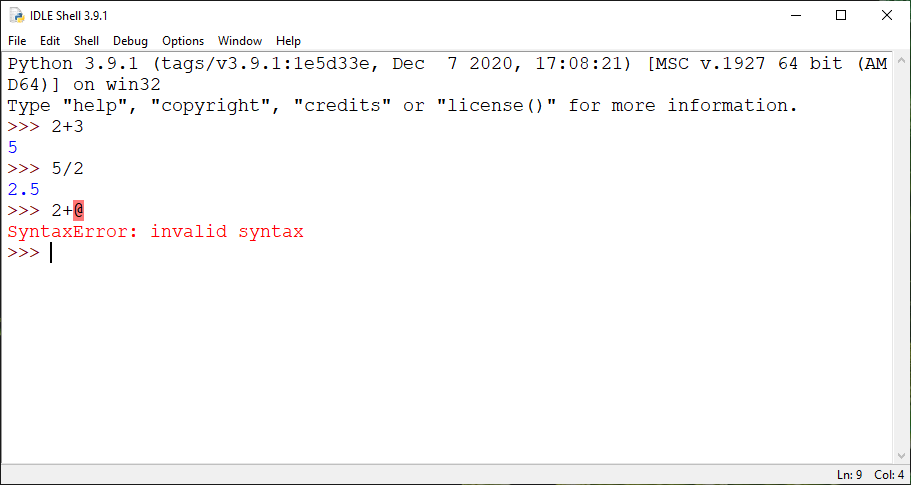 IDLE Shell 3.9.1
File Edit Shell Debug Options Window Help
Python 3.9.1 (tags/v3.9.1:1e5d33e, Dec  7 2020, 17:08:21) [MSC v.1927 64 bit (AM
D64)] on win32
Type "help", "copyright", "credits" or "license()" for more information.
>>> 2+3
5
>>> 5/2
2.5
>>> 2+@
SyntaxError: invalid syntax
>>>
Ln: 9 Col: 4